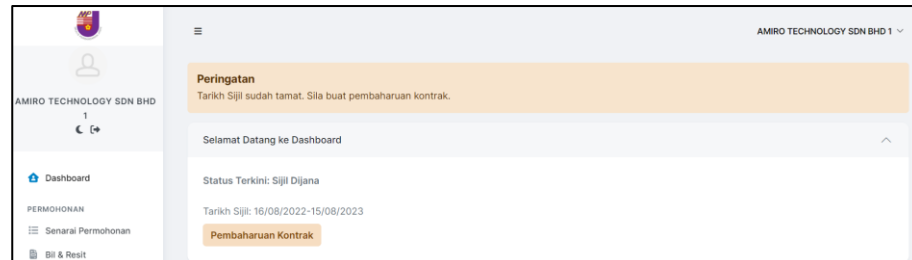 AMIRO TECHNOLOGY SDN BHD 1
AMIRO TECHNOLOGY SDN BHD
1
Dashboard
PERMOHONAN
Senarai Permohonan
Bil & Resit
Peringatan
Tarikh Sijil sudah tamat. Sila buat pembaharuan kontrak.
Selamat Datang ke Dashboard
Status Terkini: Sijil Dijana
Tarikh Sijil: 16/08/2022-15/08/2023
Pembaharuan Kontrak